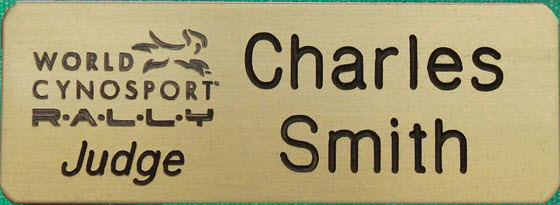 WORLD
CYNOSPORT®
R•A•L•L•Y
Judge
Charles
Smith